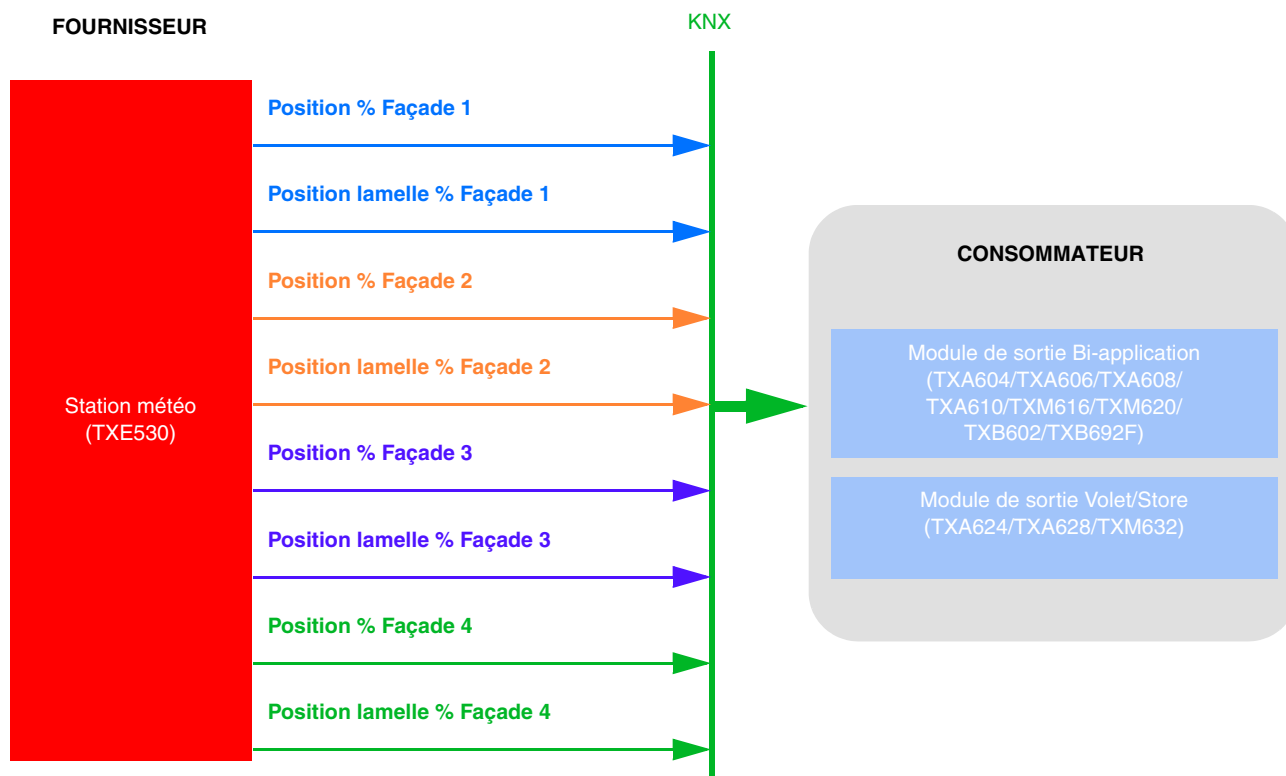 FOURNISSEUR
KNX
Position % Façade 1
Position lamelle % Façade 1
Position % Façade 2
Position lamelle % Façade 2
Position % Façade 3
Position lamelle % Façade 3
Position % Façade 4
Position lamelle % Façade 4
Station météo
(TXE530)
CONSOMMATEUR
Module de sortie Bi-application
(TXA604/TXA606/TXA608/
TXA610/TXM616/TXM620/
TXB602/TXB692F)
Module de sortie Volet/Store
(TXA624/TXA628/TXM632)